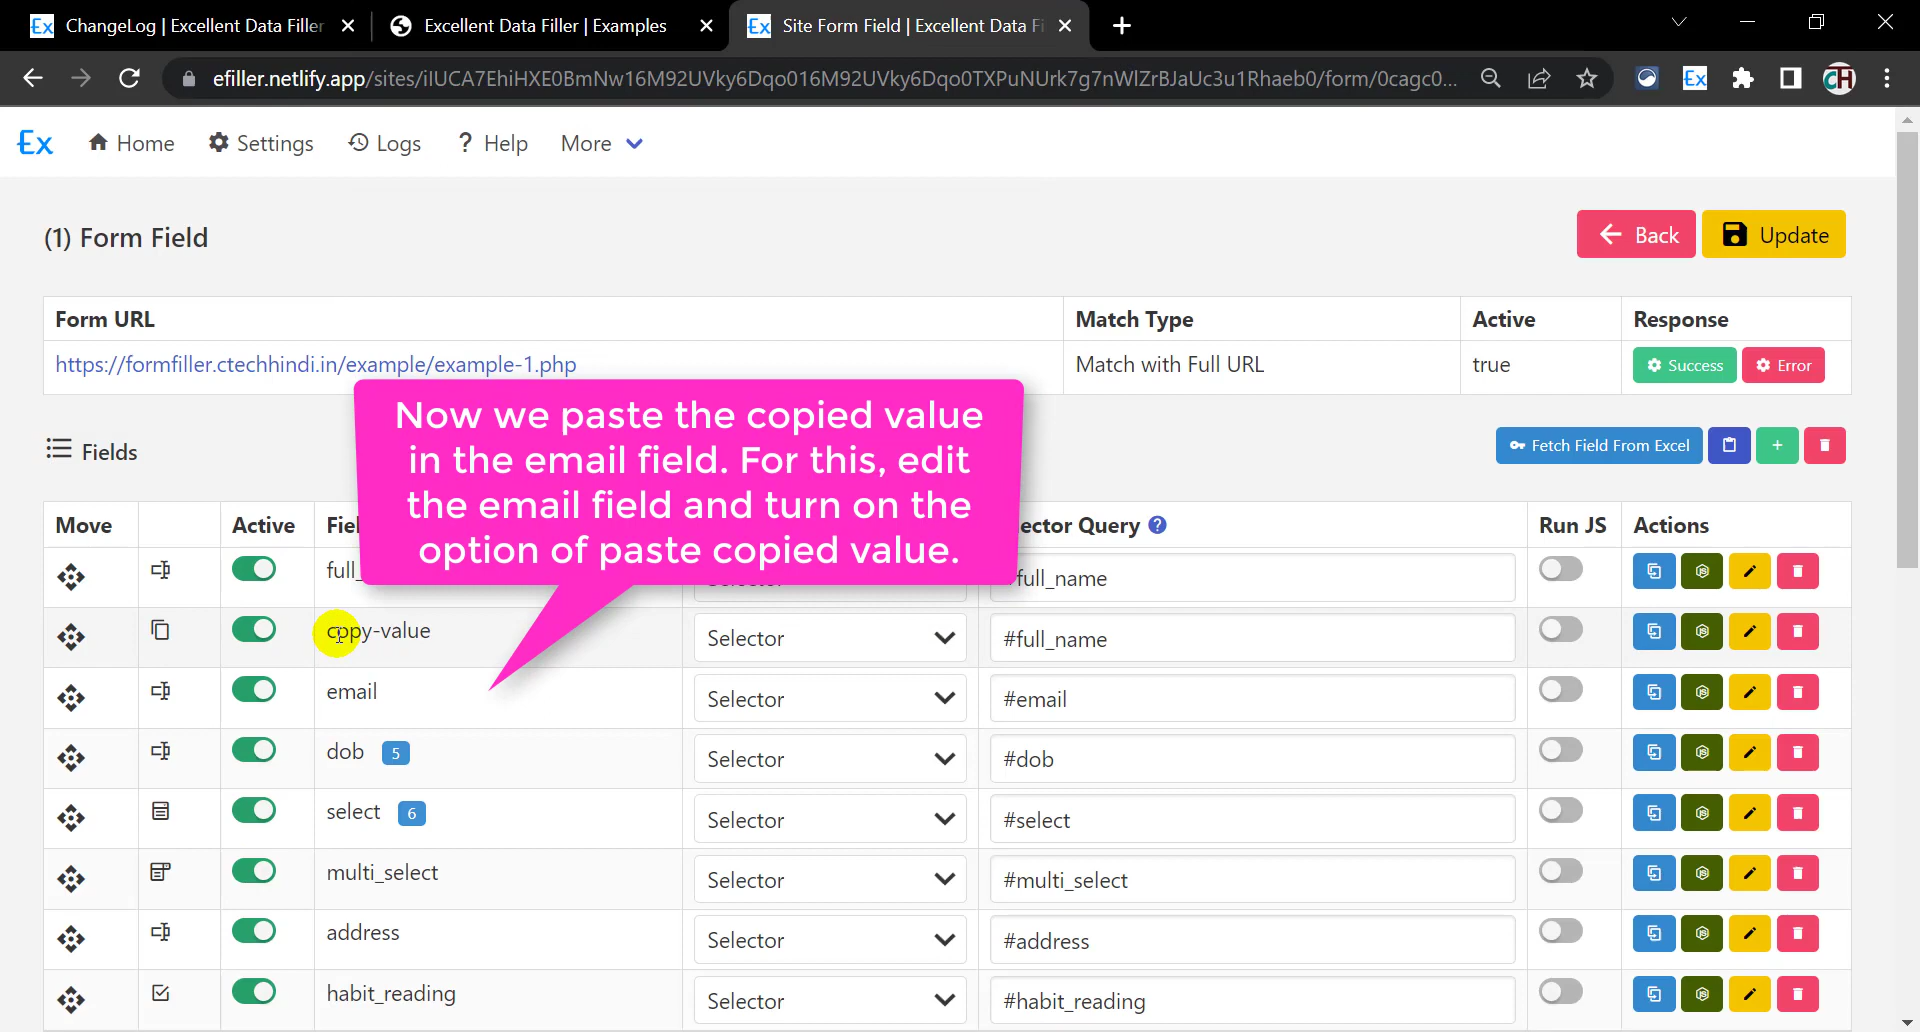 ChangeLog | Excellent Data Filler
Excellent Data Filler | Examples
Site Form Field | Excellent Data Fi
efiller.netlify.app/sites/iIUCA7EhiHXE0BmNw16M92UVky6Dqo016M92UVky6Dqo0TXPuNUrk7g7nWlZrBJaUc3u1Rhaeb0/form/0cagc0...
Home Settings Logs ? Help More
(1) Form Field
Back
Update
Form URL Match Type Active Response
https://formfiller.ctechhindi.in/example/example-1.php Match with Full URL true Success Error
Now we paste the copied value
in the email field. For this, edit
the email field and turn on the
option of paste copied value.
Fields
Fetch Field From Excel
Move Active Fiel ector Query ? Run JS Actions
full_ full_name
copy-value Selector #full_name
email Selector #email
dob 5 Selector #dob
select 6 Selector #select
multi_select Selector #multi_select
address Selector #address
habit_reading Selector #habit_reading